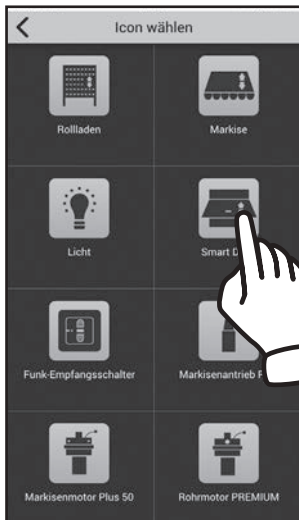 Icon wählen
Rollladen
Markise
Licht
Smart
Funk-Empfangsschalter
Markisenantrieb
Markisenmotor Plus 50
Rohrmotor PREMIUM